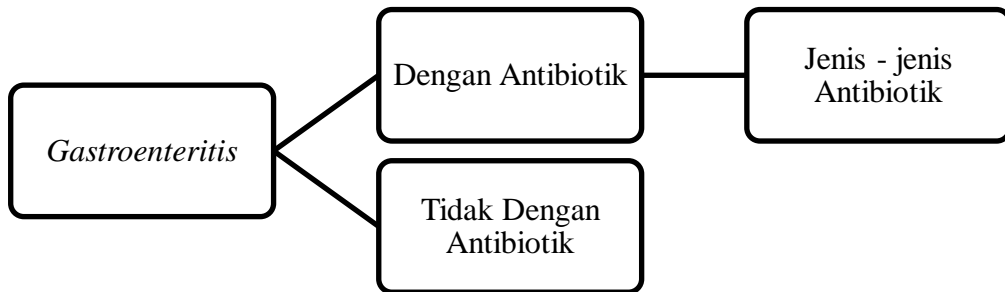 Gastroenteritis
Dengan Antibiotik
Jenis - jenis
Antibiotik
Tidak Dengan
Antibiotik